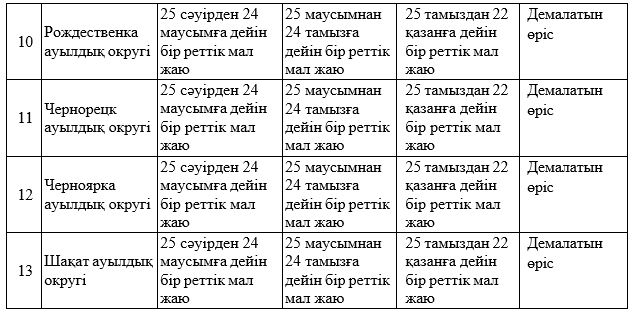 10
Рождественка
ауылдық округі
25 сәуірден 24
маусымға дейін
бір реттік мал
жаю
25 маусымнан
24 тамызға
дейін бір реттік
мал жаю
25 тамыздан 22
қазанға дейін
бір реттік мал
жаю
Демалатын
өріс
11
Чернорецк
ауылдық округі
25 сәуірден 24
маусымға дейін
бір реттік мал
жаю
25 маусымнан
24 тамызға
дейін бір реттік
мал жаю
25 тамыздан 22
қазанға дейін
бір реттік мал
жаю
Демалатын
өріс
12
Черноярка
ауылдық округі
25 сәуірден 24
маусымға дейін
бір реттік мал
жаю
25 маусымнан
24 тамызға
дейін бір реттік
мал жаю
25 тамыздан 22
қазанға дейін
бір реттік мал
жаю
Демалатын
өріс
13
Шақат ауылдық
округі
25 сәуірден 24
маусымға дейін
бір реттік мал
жаю
25 маусымнан
24 тамызға
дейін бір реттік
мал жаю
25 тамыздан 22
қазанға дейін
бір реттік мал
жаю
Демалатын
өріс